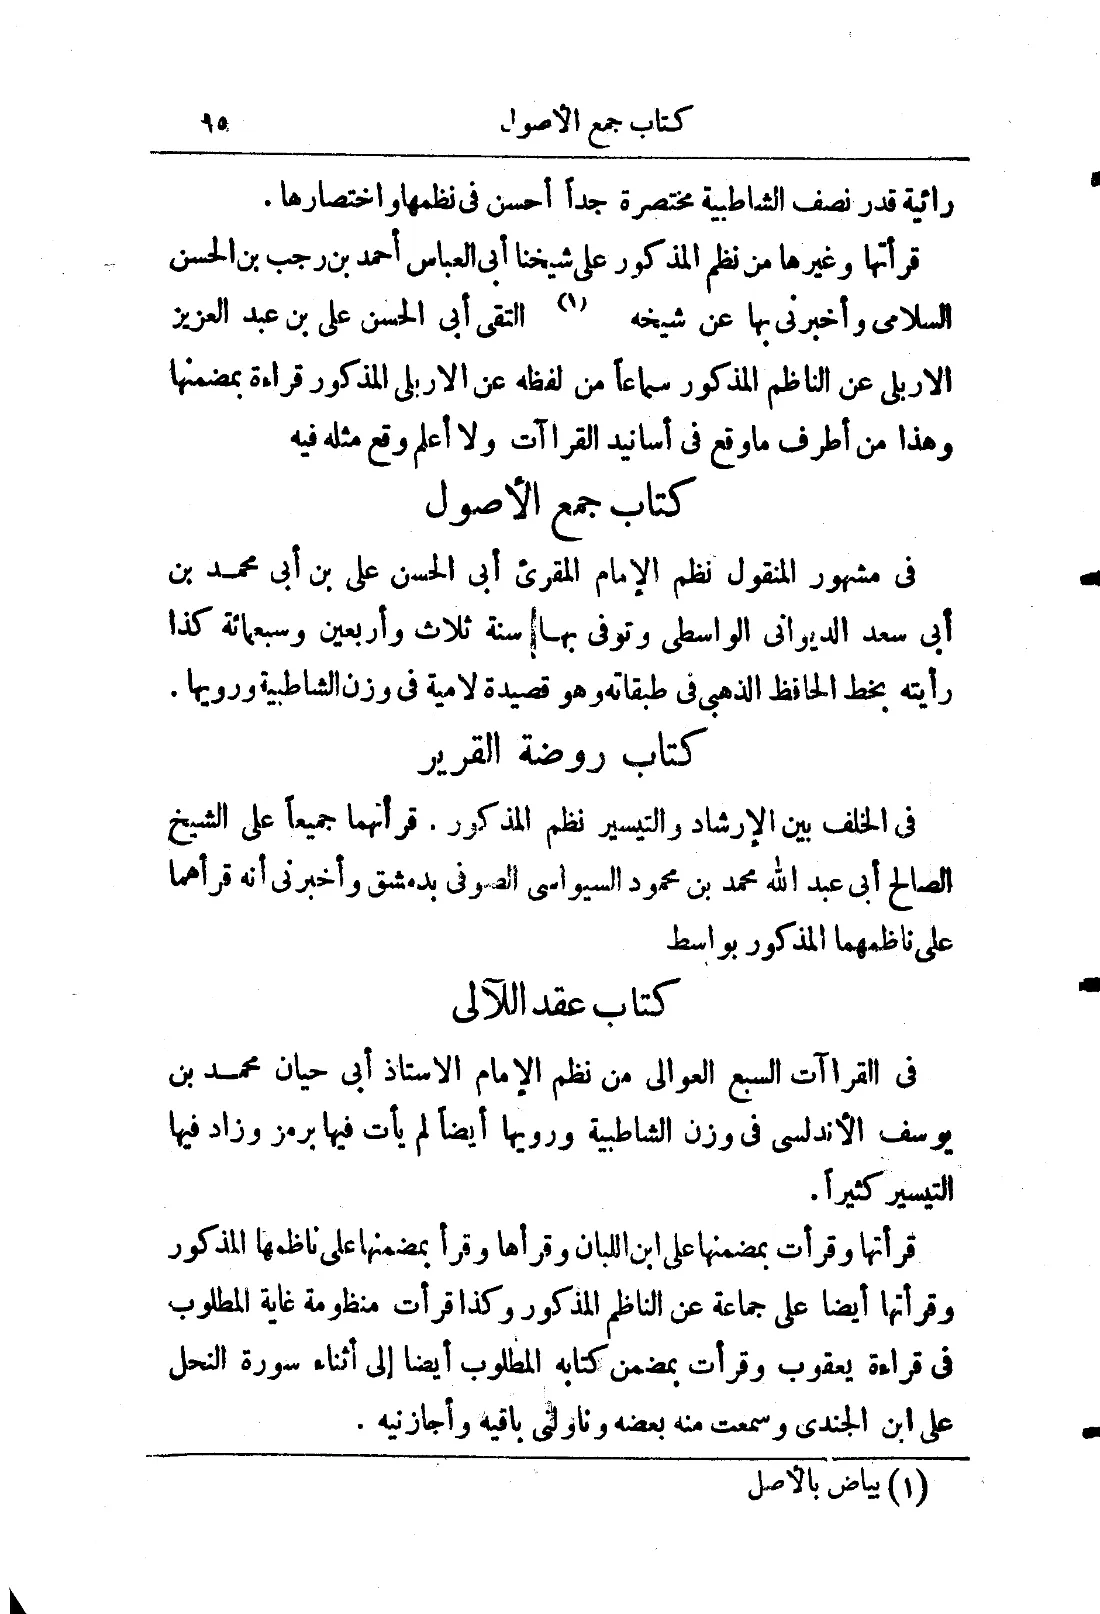 كتاب جمع الأصول ٩٥
رائية قدر نصف الشاطبية مختصرة جداً أحسن فى نظمها واختصارها .
قرأتها وغيرها من نظم المذكور على شيخنا أبى العباس أحمد بن رجب بن الحسن
السلامى وأخبرنى بها عن شيخه (١) التقى أبى الحسن على بن عبد العزيز
الاربلى عن الناظم المذكور سماعاً من لفظه عن الاربلى المذكور قراءة بمضمنها
وهذا من أطرف ماوقع فى أسانيد القراآت ولا أعلم وقع مثله فيه
كتاب جمع الأصول
فى مشهور المنقول نظم الإمام المقرئ أبى الحسن على بن أبى محمد بن
أبى سعد الديوانى الواسطى وتوفى بها سنة ثلاث وأربعين وسبعمائة كذا
رأيته بخط الحافظ الذهبى فى طبقاته وهو قصيدة لامية فى وزن الشاطبية ورويها .
كتاب روضة القرير
فى الخلف بين الإرشاد والتيسير نظم المذكور . قرأتهما جميعاً على الشيخ
الصالح أبى عبد الله محمد بن محمود السيواسى الصوفى بدمشق وأخبرنى أنه قرأهما
على ناظمهما المذكور بواسط
كتاب عقد اللآلى
فى القراآت السبع العوالى من نظم الإمام الاستاذ أبى حيان محمد بن
يوسف الأندلسى فى وزن الشاطبية ورويها أيضاً لم يأت فيها برمز وزاد فيها
التيسير كثيراً .
قرأتها وقرأت بمضمنها على ابن اللبان وقرأها وقرأ بمضمنها على ناظمها المذكور
وقرأتها أيضا على جماعة عن الناظم المذكور وكذا قرأت منظومة غاية المطلوب
فى قراءة يعقوب وقرأت بمضمن كتابه المطلوب أيضا إلى أثناء سورة النحل
على ابن الجندى وسمعت منه بعضه وناولنى باقيه وأجازنيه .
(١) بياض بالأصل